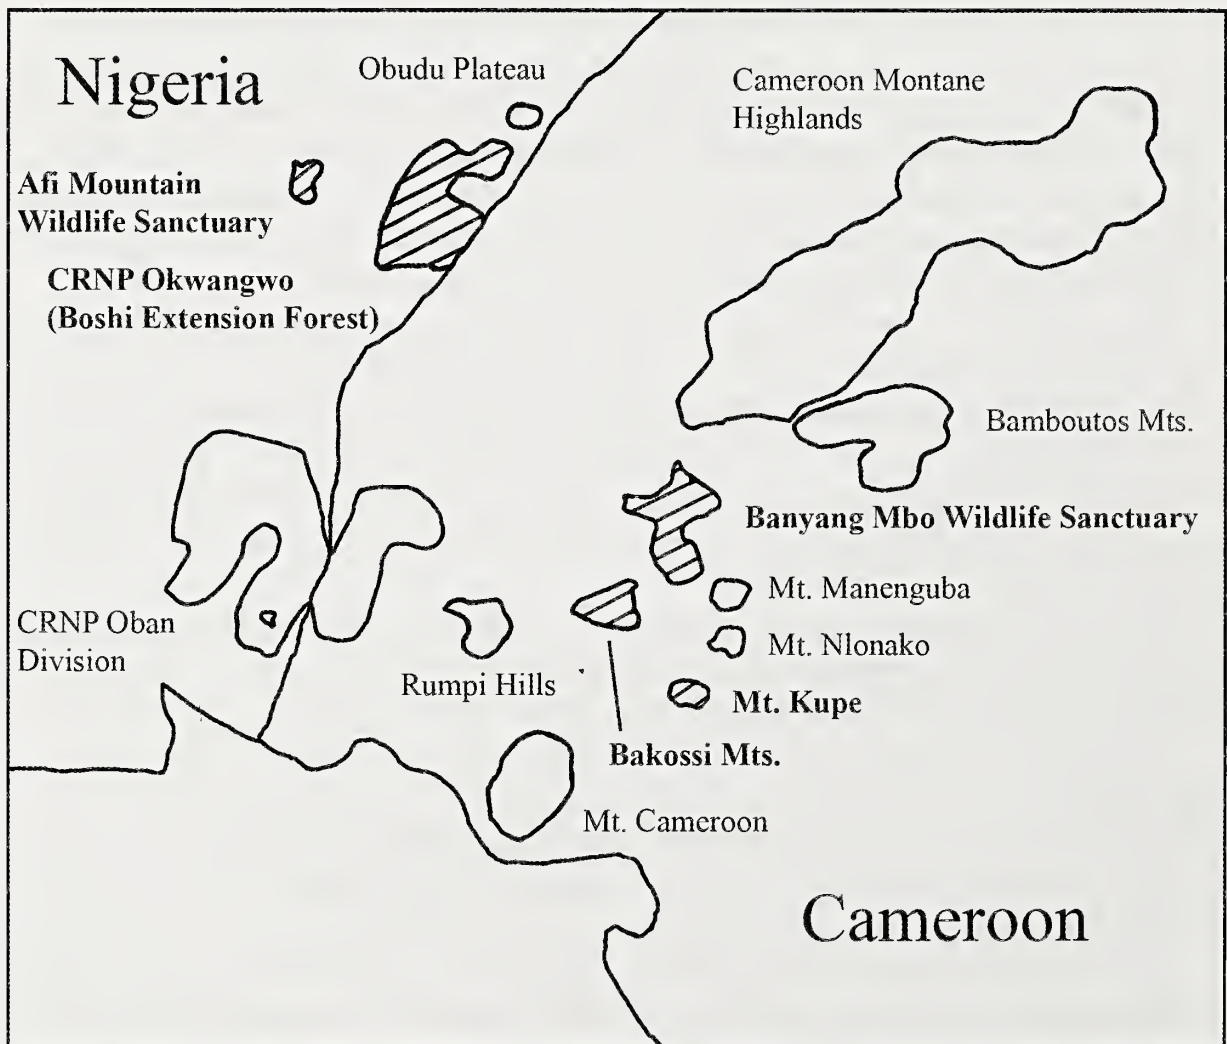 Nigeria
Obudu Plateau
Cameroon Montane
Highlands
Afi Mountain
Wildlife Sanctuary
CRNP Okwangwo
(Boshi Extension Forest)
Bamboutos Mts.
Banyang Mbo Wildlife Sanctuary
Mt. Manenguba
CRNP Oban
Division
Mt. Nlonako
Rumpi Hills
Mt. Kupe
Bakossi Mts.
Mt. Cameroon
Cameroon